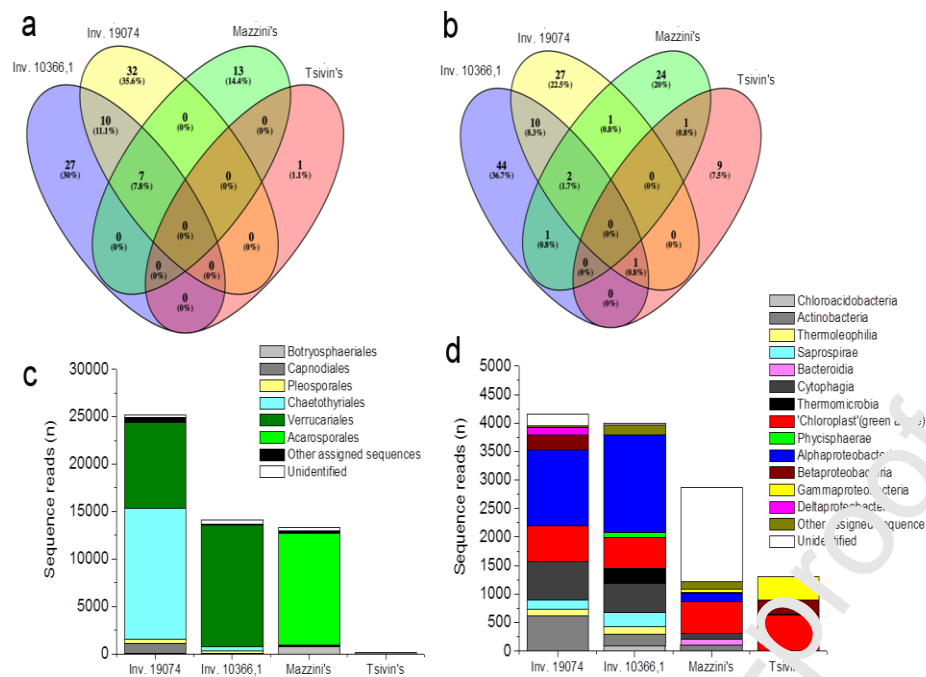 a
Inv. 19074
Mazzini's
Inv. 10366,1
Tsivin's
32
(35.6%)
13
(14.4%)
10
(11.1%)
0
(0%)
0
(0%)
27
(30%)
7
(7.8%)
0
(0%)
1
(1.1%)
0
(0%)
0
(0%)
0
(0%)
0
(0%)
0
(0%)
0
(0%)
b
Inv. 19074
Mazzini's
Inv. 10366,1
Tsivin's
27
(22.5%)
24
(20%)
10
(8.3%)
1
(0.8%)
1
(0.8%)
44
(36.7%)
2
(1.7%)
0
(0%)
9
(7.5%)
1
(0.8%)
0
(0%)
0
(0%)
0
(0%)
1
(0.8%)
0
(0%)
c
Sequence reads (n)
30000
25000
20000
15000
10000
5000
0
Inv. 19074
Inv. 10366,1
Mazzini's
Tsivin's
Botryosphaeriales
Capnodiales
Pleosporales
Chaetothyriales
Verrucariales
Acarosporales
Other assigned sequences
Unidentified
d
Sequence reads (n)
5000
4500
4000
3500
3000
2500
2000
1500
1000
500
0
Inv. 19074
Inv. 10366,1
Mazzini's
Chloroacidobacteria
Actinobacteria
Thermoleophilia
Saprospirae
Bacteroidia
Cytophagia
Thermomicrobia
'Chloroplast'(green
Phycisphaerae
Alphaproteobacteria
Betaproteobacteria
Gammaproteobacteria
Deltaproteobacteria
Other assigned sequence
Unidentified
proof